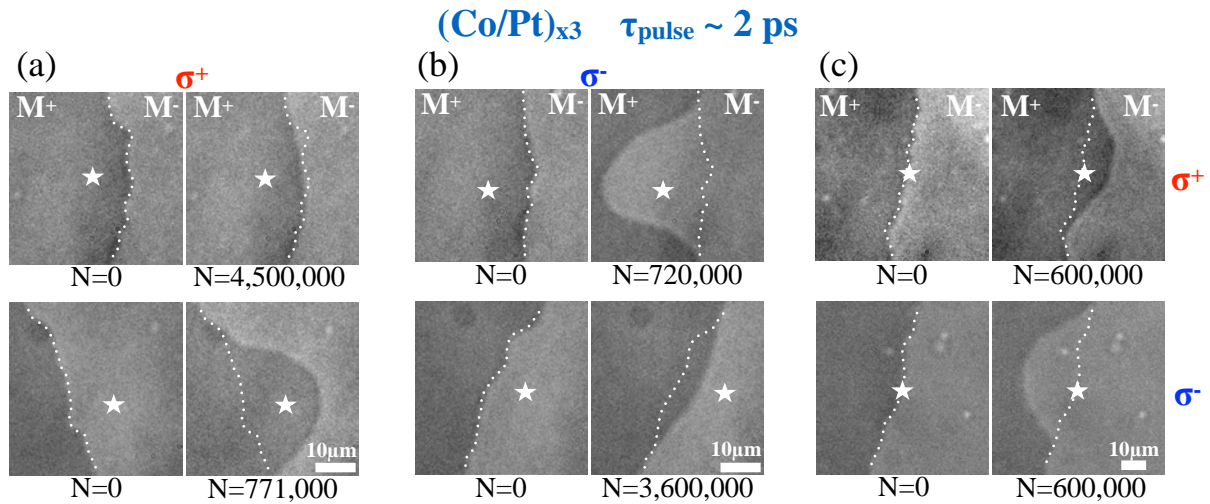 (Co/Pt)x3 τpulse ~ 2 ps
(a)
σ+
M+ M- M+ M-
N=0 N=4,500,000
10μm
N=0 N=771,000
(b)
σ-
M+ M- M+ M-
N=0 N=720,000
10μm
N=0 N=3,600,000
(c)
M+ M- M+ M-
σ+
N=0 N=600,000
σ-
10μm
N=0 N=600,000